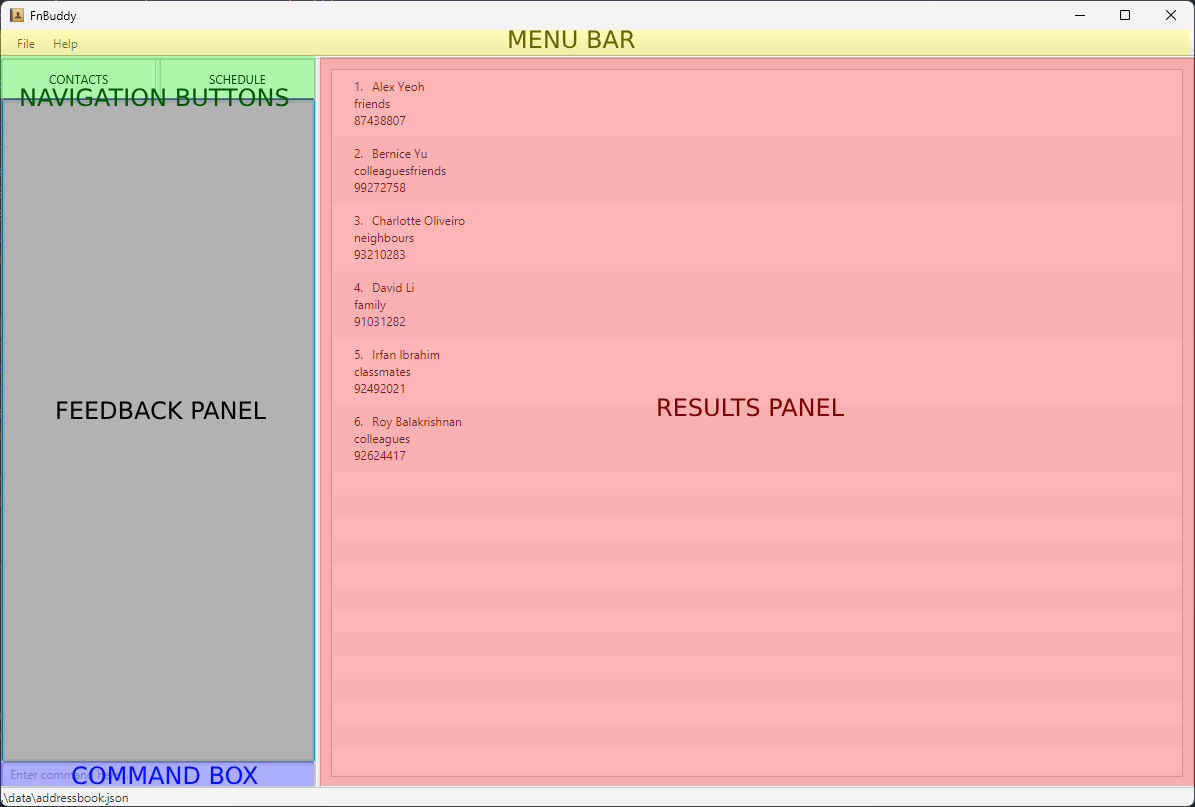 FnBuddy
File Help
MENU BAR
CONTACTS SCHEDULE
NAVIGATION BUTTONS
1. Alex Yeoh
friends
87438807
2. Bernice Yu
colleaguesfriends
99272758
3. Charlotte Oliveiro
neighbours
93210283
4. David Li
family
91031282
5. Irfan Ibrahim
classmates
92492021
6. Roy Balakrishnan
colleagues
92624417
FEEDBACK PANEL
RESULTS PANEL
Enter command
COMMAND BOX
.\data\addressbook.json